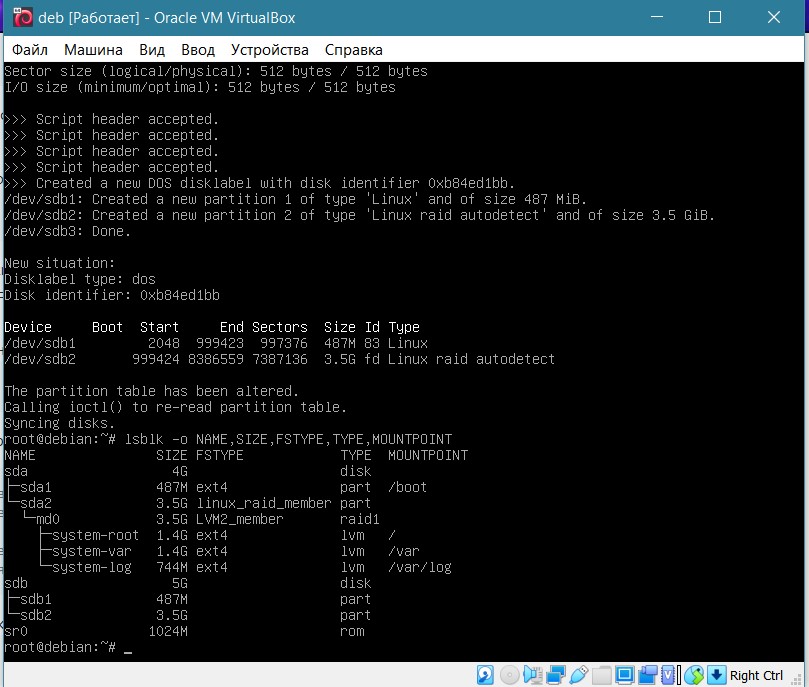 deb [Работает] - Oracle VM VirtualBox
Файл Машина Вид Ввод Устройства Справка
Sector size (logical/physical): 512 bytes / 512 bytes
I/O size (minimum/optimal): 512 bytes / 512 bytes
>>> Script header accepted.
>>> Script header accepted.
>>> Script header accepted.
>>> Script header accepted.
>>> Created a new DOS disklabel with disk identifier 0xb84ed1bb.
/dev/sdb1: Created a new partition 1 of type 'Linux' and of size 487 MiB.
/dev/sdb2: Created a new partition 2 of type 'Linux raid autodetect' and of size 3.5 GiB.
/dev/sdb3: Done.
New situation:
Disklabel type: dos
Disk identifier: 0xb84ed1bb
Device     Boot  Start     End Sectors  Size Id Type
/dev/sdb1         2048  999423  997376  487M 83 Linux
/dev/sdb2       999424 8386559 7387136  3.5G fd Linux raid autodetect
The partition table has been altered.
Calling ioctl() to re-read partition table.
Syncing disks.
root@debian:~# lsblk -o NAME,SIZE,FSTYPE,TYPE,MOUNTPOINT
NAME               SIZE FSTYPE            TYPE  MOUNTPOINT
sda                  4G                   disk
├─sda1             487M ext4              part  /boot
└─sda2             3.5G linux_raid_member part
  └─md0            3.5G LVM2_member       raid1
    ├─system-root  1.4G ext4              lvm   /
    ├─system-var   1.4G ext4              lvm   /var
    └─system-log   744M ext4              lvm   /var/log
sdb                  5G                   disk
├─sdb1             487M                   part
└─sdb2             3.5G                   part
sr0               1024M                   rom
root@debian:~# _
Right Ctrl